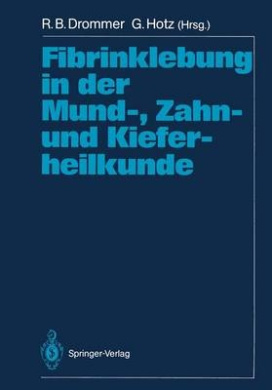 R. B. Drommer G. Hotz (Hrsg.)
Fibrinklebung
in der
Mund-, Zahn-
und Kiefer-
heilkunde
Springer-Verlag